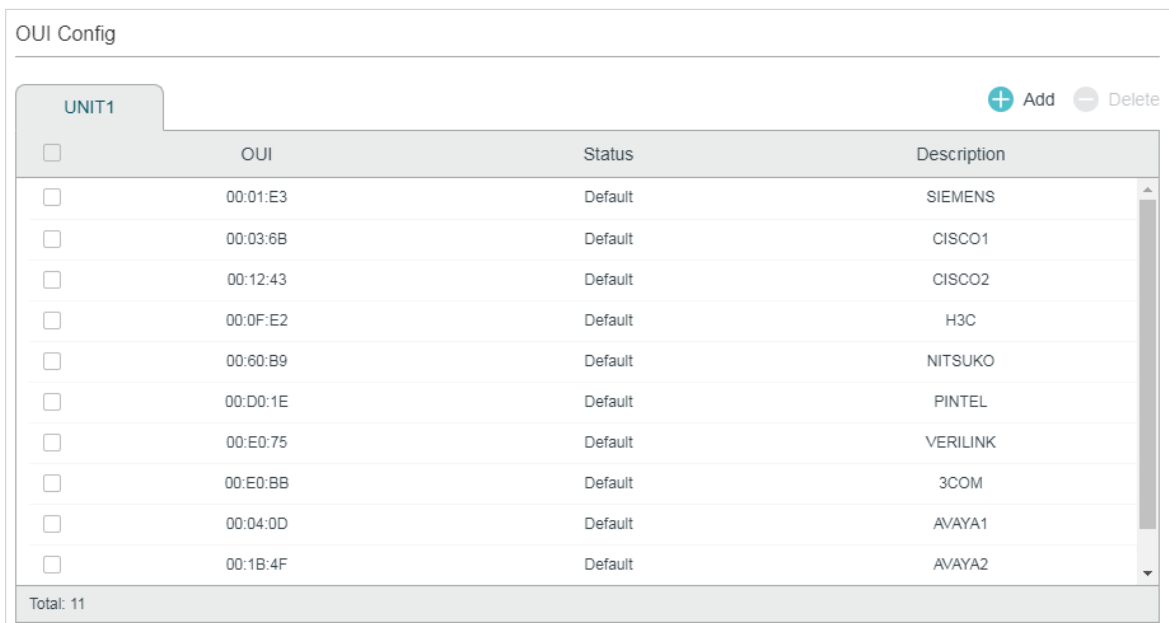 OUI Config
UNIT1 Add Delete
OUI Status Description
00:01:E3 Default SIEMENS
00:03:6B Default CISCO1
00:12:43 Default CISCO2
00:0F:E2 Default H3C
00:60:B9 Default NITSUKO
00:D0:1E Default PINTEL
00:E0:75 Default VERILINK
00:E0:BB Default 3COM
00:04:0D Default AVAYA1
00:1B:4F Default AVAYA2
Total: 11